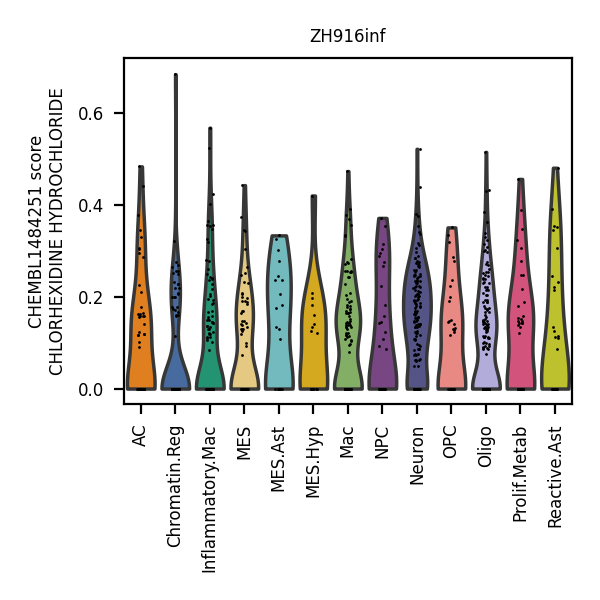 ZH916inf
CHEMBL1484251 score
CHLORHEXIDINE HYDROCHLORIDE
0.6
0.4
0.2
0.0
AC
Chromatin.Reg
Inflammatory.Mac
MES
MES.Ast
MES.Hyp
Mac
NPC
Neuron
OPC
Oligo
Prolif.Metab
Reactive.Ast